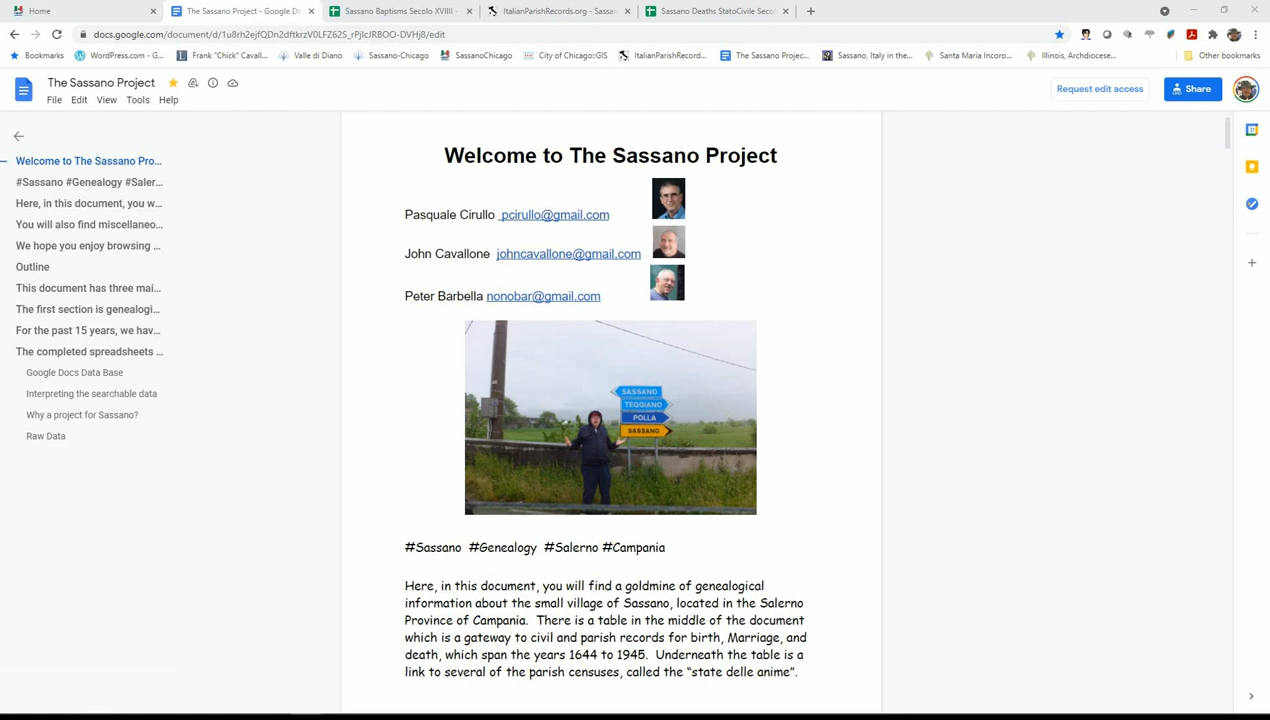 Home
The Sassano Project - Google Do
Sassano Baptisms Secolo XVIIII -
ItalianParishRecords.org - Sassan
Sassano Deaths StatoCivile Secol
docs.google.com/document/d/1u8rh2ejfQDn2dftkrzV0LFZ62S_rPjlclRBOO-DVHj8/edit
Bookmarks
WordPress.com - G...
Frank "Chick" Cavall...
Valle di Diano
Sassano-Chicago
SassanoChicago
City of Chicago::GIS
ItalianParishRecord...
The Sassano Projec...
Sassano, Italy in the...
Santa Maria Incoro...
Illinois, Archdiocese...
Other bookmarks
The Sassano Project
File Edit View Tools Help
Request edit access
Share
Welcome to The Sassano Pro...
#Sassano #Genealogy #Saler...
Here, in this document, you w...
You will also find miscellaneo...
We hope you enjoy browsing ...
Outline
This document has three mai...
The first section is genealogi...
For the past 15 years, we hav...
The completed spreadsheets ...
Google Docs Data Base
Interpreting the searchable data
Why a project for Sassano?
Raw Data
Welcome to The Sassano Project
Pasquale Cirullo pcirullo@gmail.com
John Cavallone johncavallone@gmail.com
Peter Barbella nonobar@gmail.com
SASSANO
TEGGIANO
POLLA
SASSANO
#Sassano #Genealogy #Salerno #Campania
Here, in this document, you will find a goldmine of genealogical
information about the small village of Sassano, located in the Salerno
Province of Campania. There is a table in the middle of the document
which is a gateway to civil and parish records for birth, Marriage, and
death, which span the years 1644 to 1945. Underneath the table is a
link to several of the parish censuses, called the “state delle anime”.